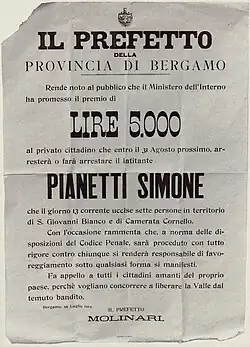 IL PREFETTO
DELLA
PROVINCIA DI BERGAMO
Rende noto al pubblico che il Ministero dell'Interno
ha promesso il premio di
LIRE 5.000
al privato cittadino che entro il 31 Agosto prossimo, ar-
resterà o farà arrestare il latitante
PIANETTI SIMONE
che il giorno 13 corrente uccise sette persone in territorio
di S. Giovanni Bianco e di Camerata Cornello.
Con l'occasione rammenta che, a norma delle di-
sposizioni del Codice Penale, sarà proceduto con tutto
rigore contro chiunque si renderà responsabile di favo-
reggiamento sotto qualsiasi forma si manifesti.
Fa appello a tutti i cittadini amanti del proprio
paese, perchè vogliano concorrere a liberare la Valle dal
temuto bandito.
Bergamo, Luglio 1914
IL PREFETTO
MOLINARI.